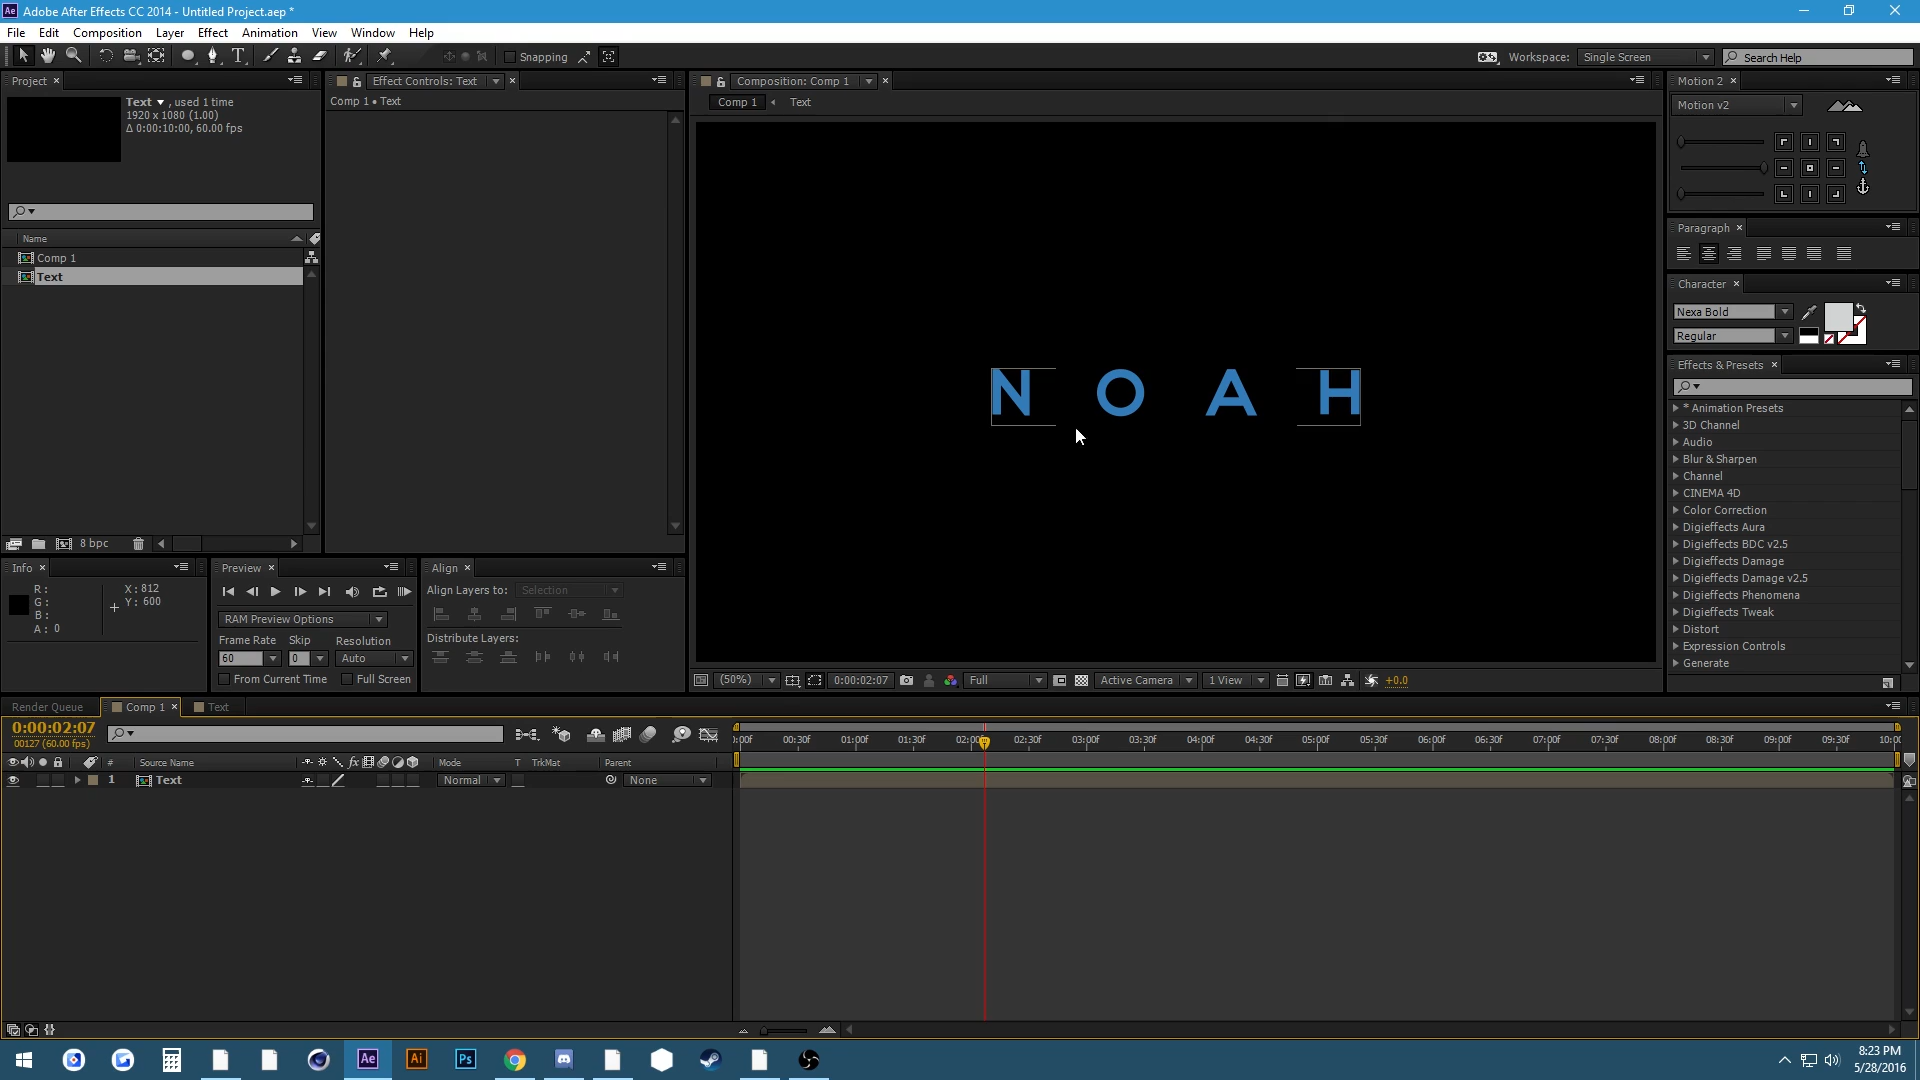 Adobe After Effects CC 2014 - Untitled Project.aep *
File Edit Composition Layer Effect Animation View Window Help
Snapping
Workspace: Single Screen
Search Help
Project
Text , used 1 time
1920 x 1080 (1.00)
Δ 0:00:10:00, 60.00 fps
Name
Comp 1
Text
8 bpc
Effect Controls: Text
Comp 1 • Text
Composition: Comp 1
Comp 1 Text
N O A H
(50%) 0:00:02:07 Full Active Camera 1 View +0.0
Motion 2
Motion v2
Paragraph
Character
Nexa Bold
Regular
Effects & Presets
* Animation Presets
3D Channel
Audio
Blur & Sharpen
Channel
CINEMA 4D
Color Correction
Digieffects Aura
Digieffects BDC v2.5
Digieffects Damage
Digieffects Damage v2.5
Digieffects Phenomena
Digieffects Tweak
Distort
Expression Controls
Generate
Info
R:
G:
B:
A: 0
X: 812
Y: 600
Preview
RAM Preview Options
Frame Rate Skip Resolution
60 0 Auto
From Current Time Full Screen
Align
Align Layers to: Selection
Distribute Layers:
Render Queue Comp 1 Text
0:00:02:07
00127 (60.00 fps)
# Source Name Mode T TrkMat Parent
1 Text Normal None
:00f 00:30f 01:00f 01:30f 02:00f 02:30f 03:00f 03:30f 04:00f 04:30f 05:00f 05:30f 06:00f 06:30f 07:00f 07:30f 08:00f 08:30f 09:00f 09:30f 10:00
Ae Ai Ps
8:23 PM
5/28/2016